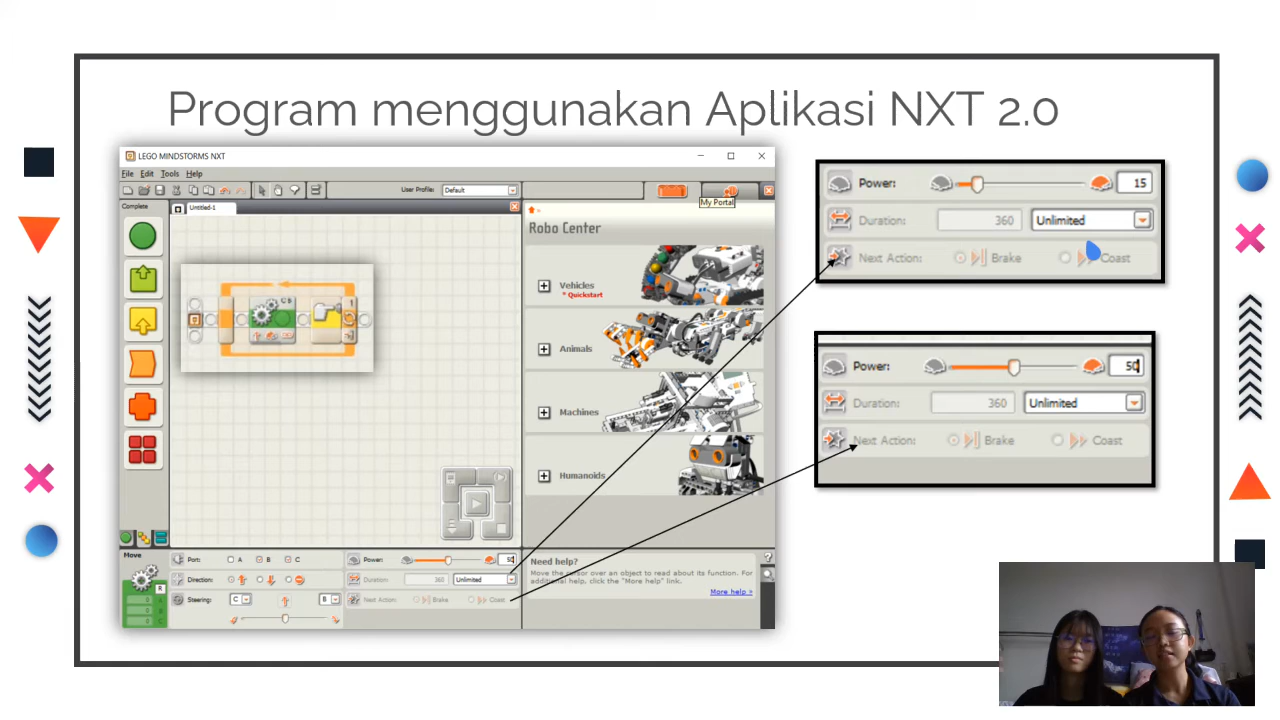 Program menggunakan Aplikasi NXT 2.0
LEGO MINDSTORMS NXT
File Edit Tools Help
User Profile: Default
My Portal
Complete
Untitled-1
Robo Center
Vehicles
* Quickstart
Animals
Machines
Humanoids
Move
Port: A B C
Direction:
Steering: C B
Power:
Duration: 360 Unlimited
Next Action: Brake Coast
Need help?
Move the cursor over an object to read about its function. For
additional help, click the "More help" link.
More help »
Power: 15
Duration: 360 Unlimited
Next Action: Brake Coast
Power: 50
Duration: 360 Unlimited
Next Action: Brake Coast